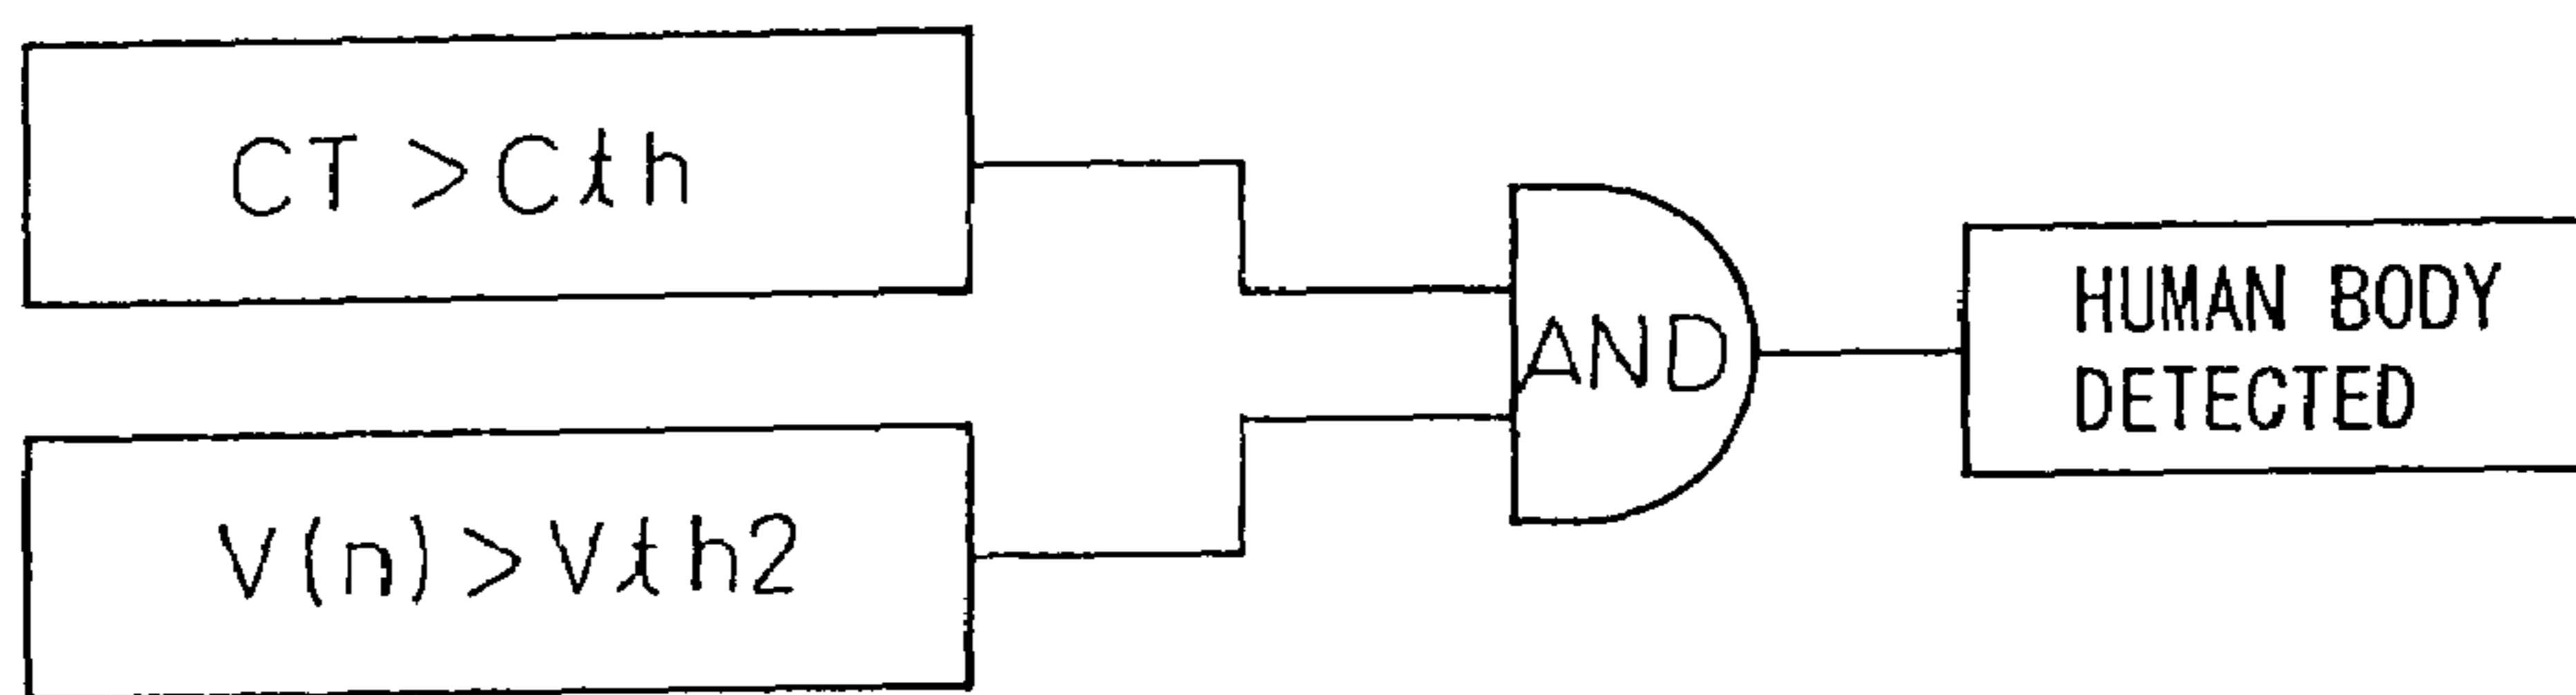 CT > Cth
V(n) > Vth2
AND
HUMAN BODY
DETECTED